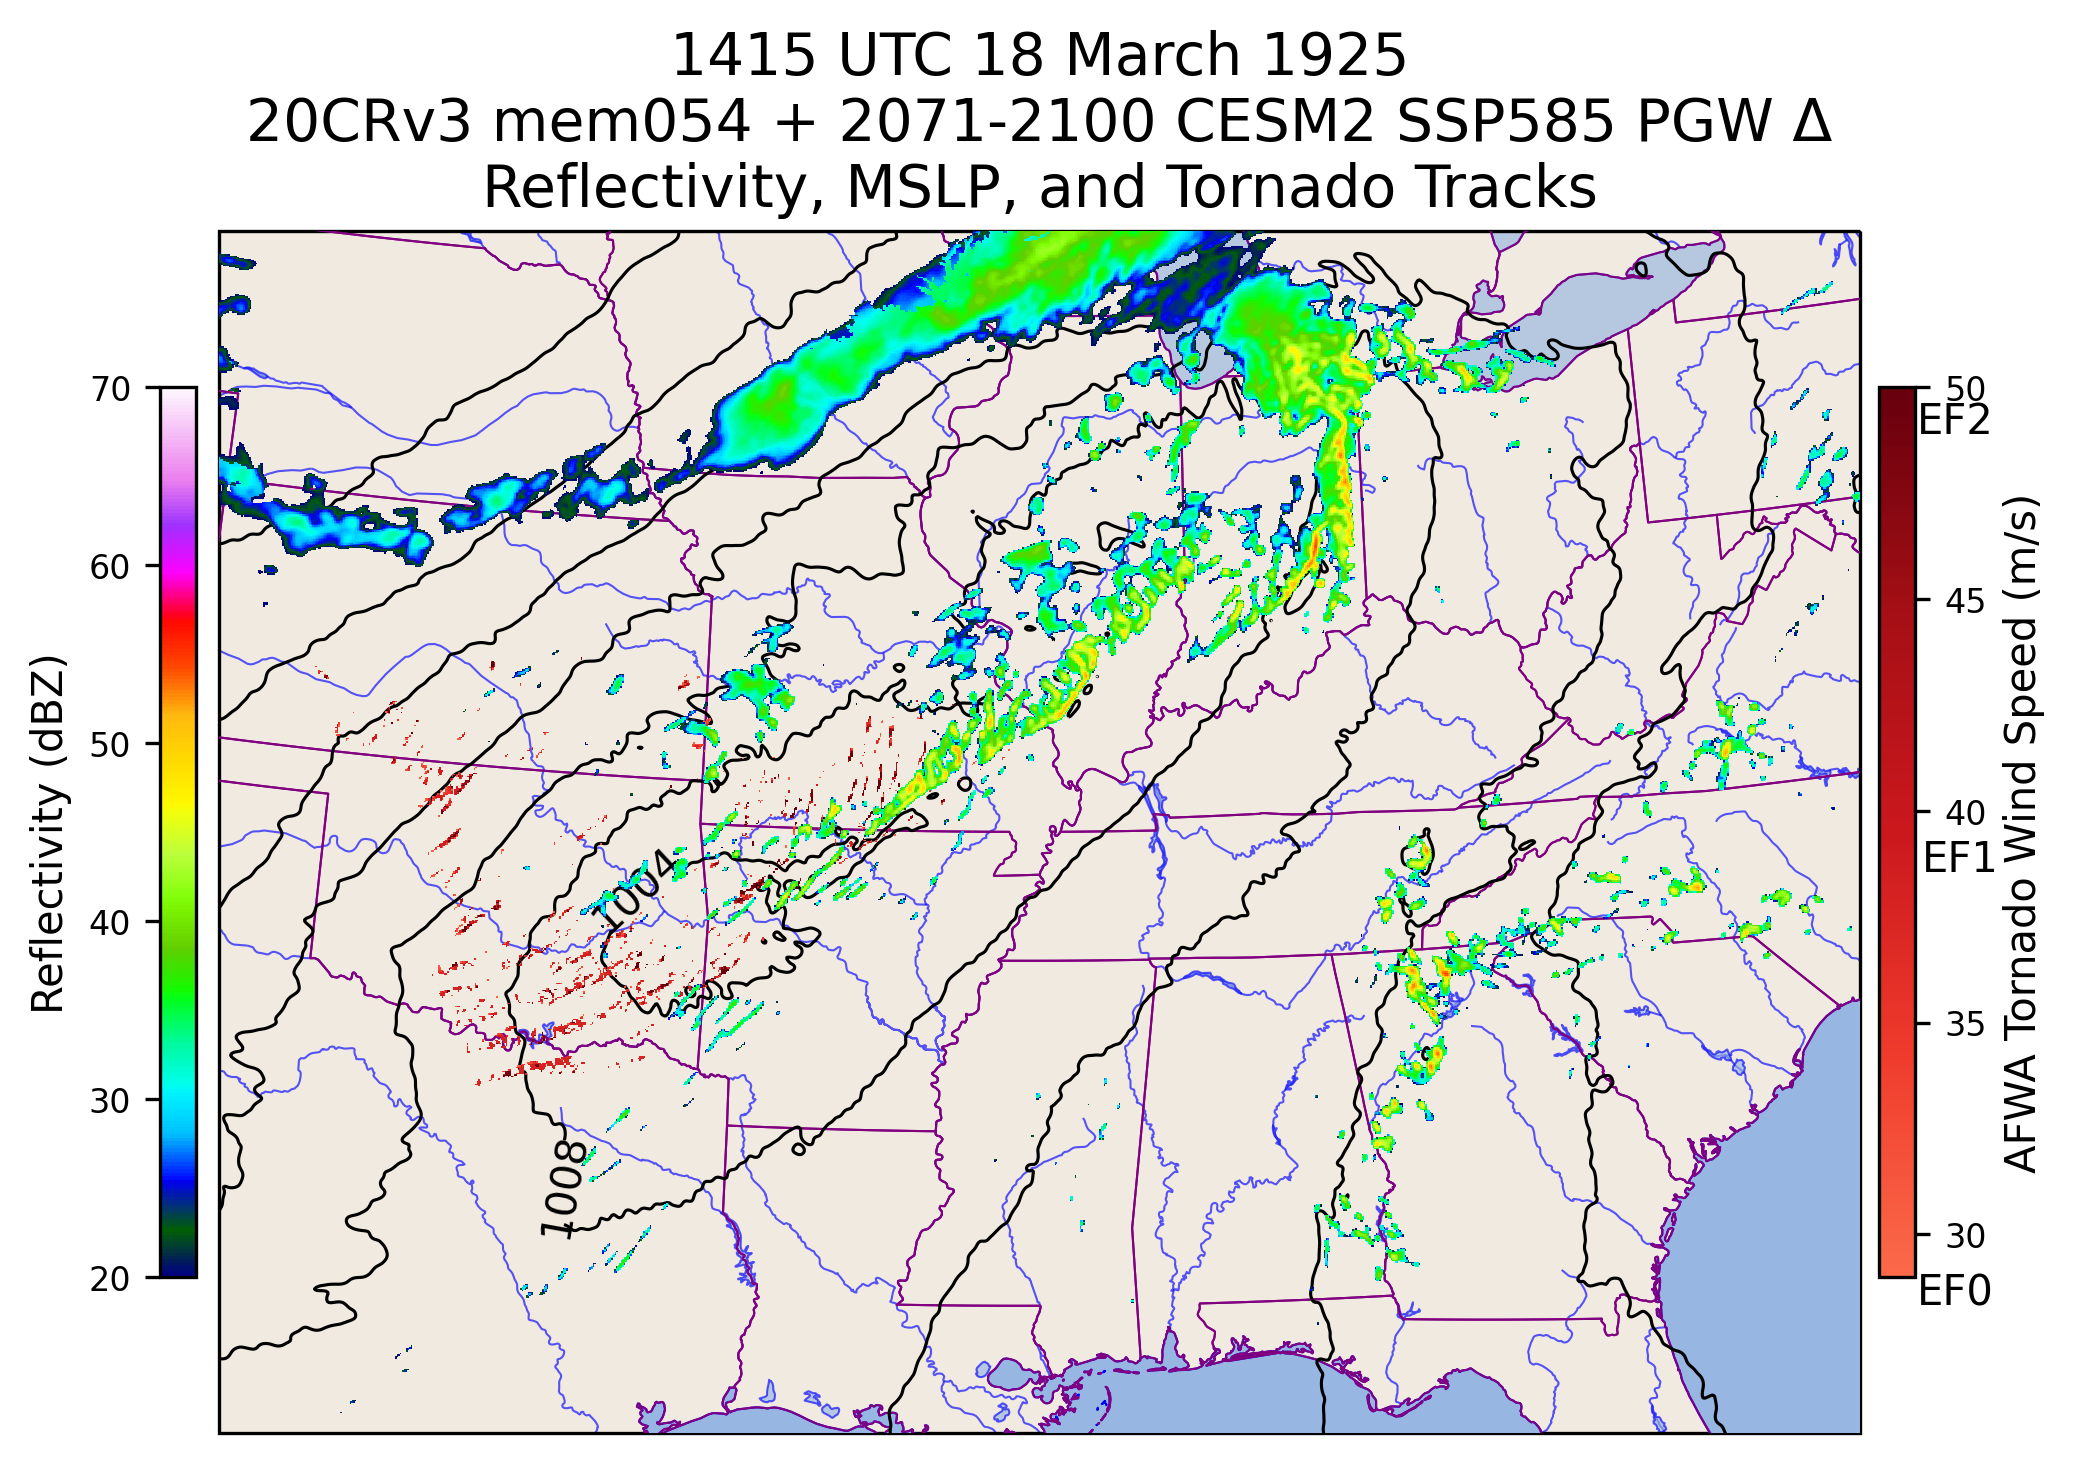 1415 UTC 18 March 1925
20CRv3 mem054 + 2071-2100 CESM2 SSP585 PGW Δ
Reflectivity, MSLP, and Tornado Tracks
70
60
50
40
30
20
Reflectivity (dBZ)
1004
1008
50
EF2
45
40
EF1
35
30
EF0
AFWA Tornado Wind Speed (m/s)